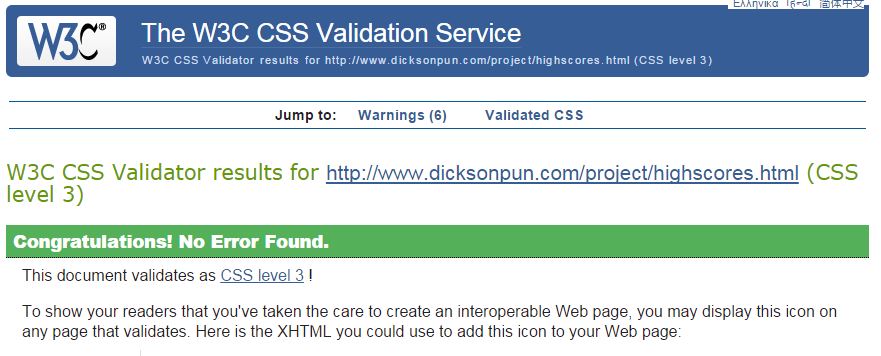 Ελληνικά हिन्दी 简体中文
W3C®
The W3C CSS Validation Service
W3C CSS Validator results for http://www.dicksonpun.com/project/highscores.html (CSS level 3)
Jump to: Warnings (6) Validated CSS
W3C CSS Validator results for http://www.dicksonpun.com/project/highscores.html (CSS
level 3)
Congratulations! No Error Found.
This document validates as CSS level 3 !
To show your readers that you've taken the care to create an interoperable Web page, you may display this icon on
any page that validates. Here is the XHTML you could use to add this icon to your Web page: